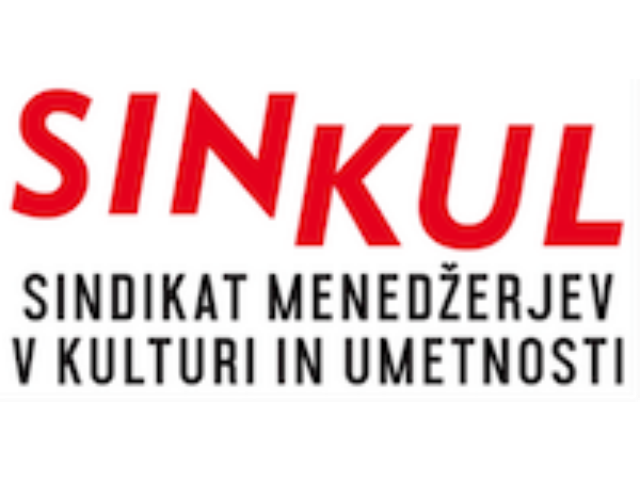 SINKUL
SINDIKAT MENEDŽERJEV
V KULTURI IN UMETNOSTI